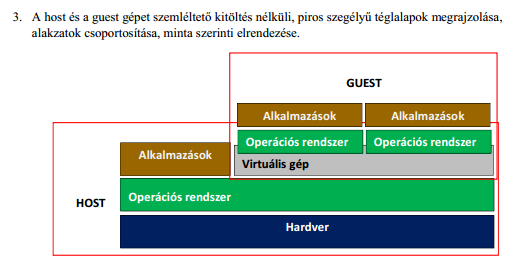 3. A host és a guest gépet szemléltető kitöltés nélküli, piros szegélyű téglalapok megrajzolása,
alakzatok csoportosítása, minta szerinti elrendezése.
GUEST
Alkalmazások
Alkalmazások
Operációs rendszer
Operációs rendszer
Alkalmazások
Virtuális gép
HOST
Operációs rendszer
Hardver